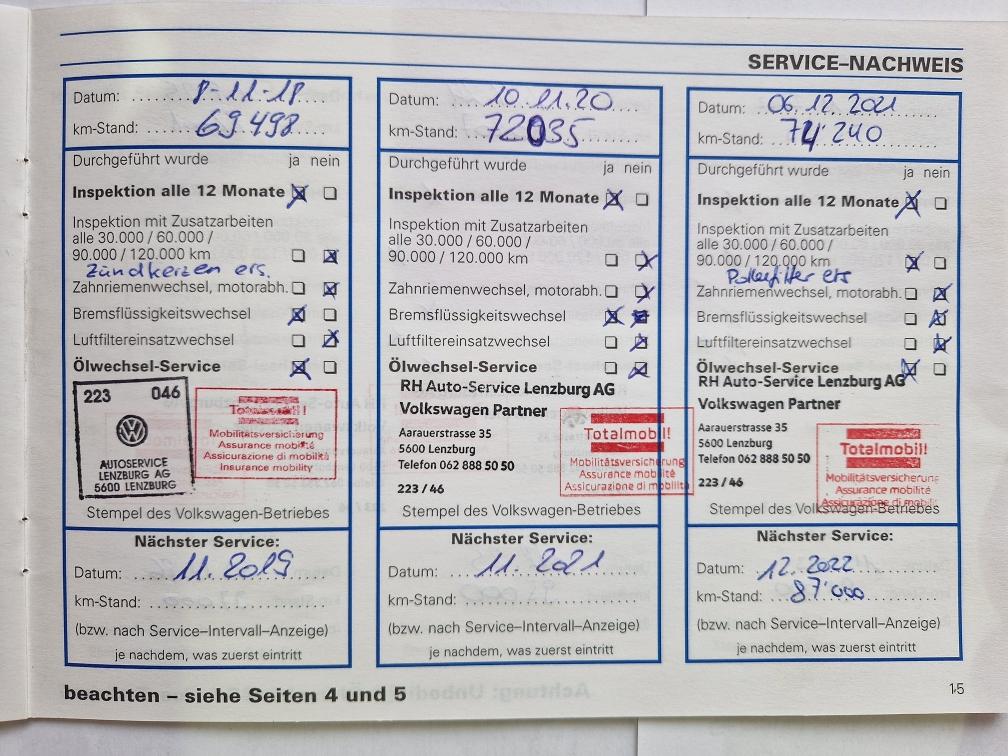 SERVICE–NACHWEIS
Datum: 8-11-18
km-Stand: 69498
Durchgeführt wurde ja nein
Inspektion alle 12 Monate
Inspektion mit Zusatzarbeiten
alle 30.000 / 60.000 /
90.000 / 120.000 km
Zündkerzen ers.
Zahnriemenwechsel, motorabh.
Bremsflüssigkeitswechsel
Luftfiltereinsatzwechsel
Ölwechsel-Service
223 046
AUTOSERVICE
LENZBURG AG
5600 LENZBURG
Totalmobil!
Mobilitätsversicherung
Assurance mobilité
Assicurazione di mobilità
Insurance mobility
Stempel des Volkswagen-Betriebes
Nächster Service:
Datum: 11. 2019
km-Stand:
(bzw. nach Service–Intervall–Anzeige)
je nachdem, was zuerst eintritt
Datum: 10.11.20
km-Stand: 72035
Durchgeführt wurde ja nein
Inspektion alle 12 Monate
Inspektion mit Zusatzarbeiten
alle 30.000 / 60.000 /
90.000 / 120.000 km
Zahnriemenwechsel, motorabh.
Bremsflüssigkeitswechsel
Luftfiltereinsatzwechsel
Ölwechsel-Service
RH Auto-Service Lenzburg AG
Volkswagen Partner
Aarauerstrasse 35
5600 Lenzburg
Telefon 062 888 50 50
223 / 46
Totalmobil!
Mobilitätsversicherung
Assurance mobilité
Assicurazione di mobilità
Stempel des Volkswagen-Betriebes
Nächster Service:
Datum: 11. 2021
km-Stand:
(bzw. nach Service–Intervall–Anzeige)
je nachdem, was zuerst eintritt
Datum: 06.12.2021
km-Stand: 74'240
Durchgeführt wurde ja nein
Inspektion alle 12 Monate
Inspektion mit Zusatzarbeiten
alle 30.000 / 60.000 /
90.000 / 120.000 km
Pollenfilter ers
Zahnriemenwechsel, motorabh.
Bremsflüssigkeitswechsel
Luftfiltereinsatzwechsel
Ölwechsel-Service
RH Auto-Service Lenzburg AG
Volkswagen Partner
Aarauerstrasse 35
5600 Lenzburg
Telefon 062 888 50 50
223 / 46
Totalmobil!
Mobilitätsversicherung
Assurance mobilité
Assicurazione di mobil
Stempel des Volkswagen-Betriebes
Nächster Service:
Datum: 12.2022
km-Stand: 87'000
(bzw. nach Service–Intervall–Anzeige)
je nachdem, was zuerst eintritt
beachten – siehe Seiten 4 und 5
15